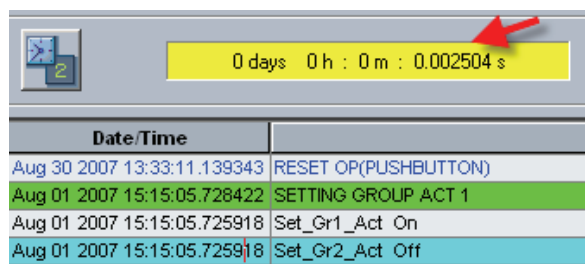 2
0 days 0 h : 0 m : 0.002504 s
Date/Time
Aug 30 2007 13:33:11.139343 RESET OP(PUSHBUTTON)
Aug 01 2007 15:15:05.728422 SETTING GROUP ACT 1
Aug 01 2007 15:15:05.725918 Set_Gr1_Act On
Aug 01 2007 15:15:05.725918 Set_Gr2_Act Off